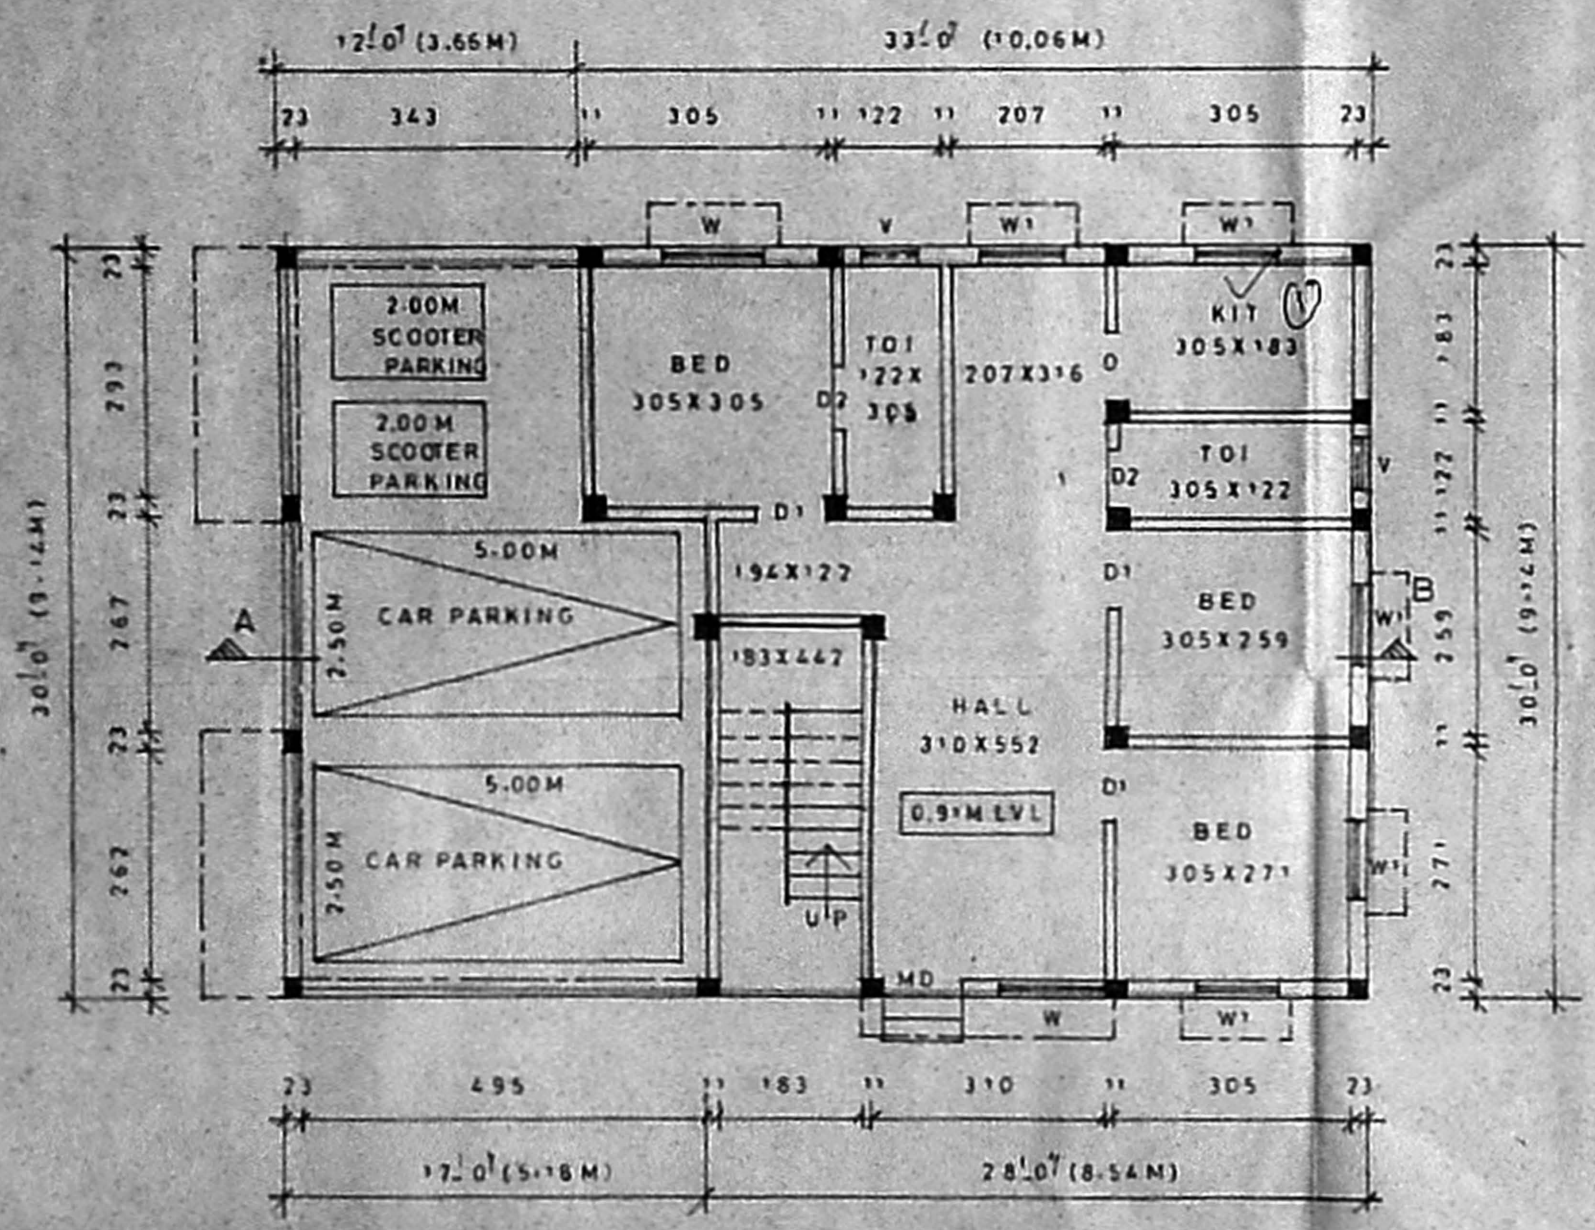 12'-0" (3.66M) 33'-0" (10.06M)
23 343 11 305 11 122 11 207 11 305 23
W V W1 W1
23 2.00M SCOOTER PARKING
KIT 1
305X183
BED
305X305
TOI
122X
305
207X316
O
D2
183
293
2.00M
SCOOTER
PARKING
11
TOI
305X122
D2
V
122
1
23
D1
11
30'-0" (9.14M)
5.00M
CAR PARKING
2.50M
194X122
D1
BED
305X259
W1
B
A
267
259
30'-0" (9.14M)
183X442
HALL
310X552
23
11
5.00M
CAR PARKING
2.50M
0.91M LVL
D1
BED
305X271
W1
267
271
UP
MD
23
23
W W1
23 495 11 183 11 310 11 305 23
17'-0" (5.18M) 28'-0" (8.54M)